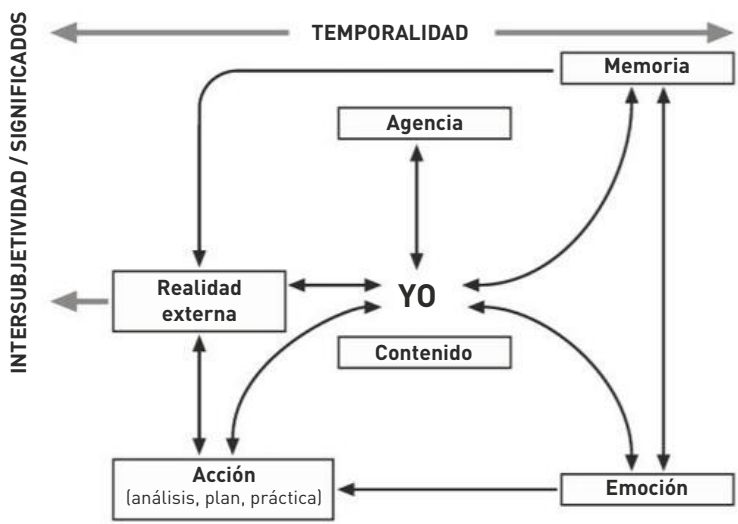 TEMPORALIDAD
INTERSUBJETIVIDAD / SIGNIFICADOS
Memoria
Agencia
Realidad
externa
YO
Contenido
Acción
(análisis, plan, práctica)
Emoción